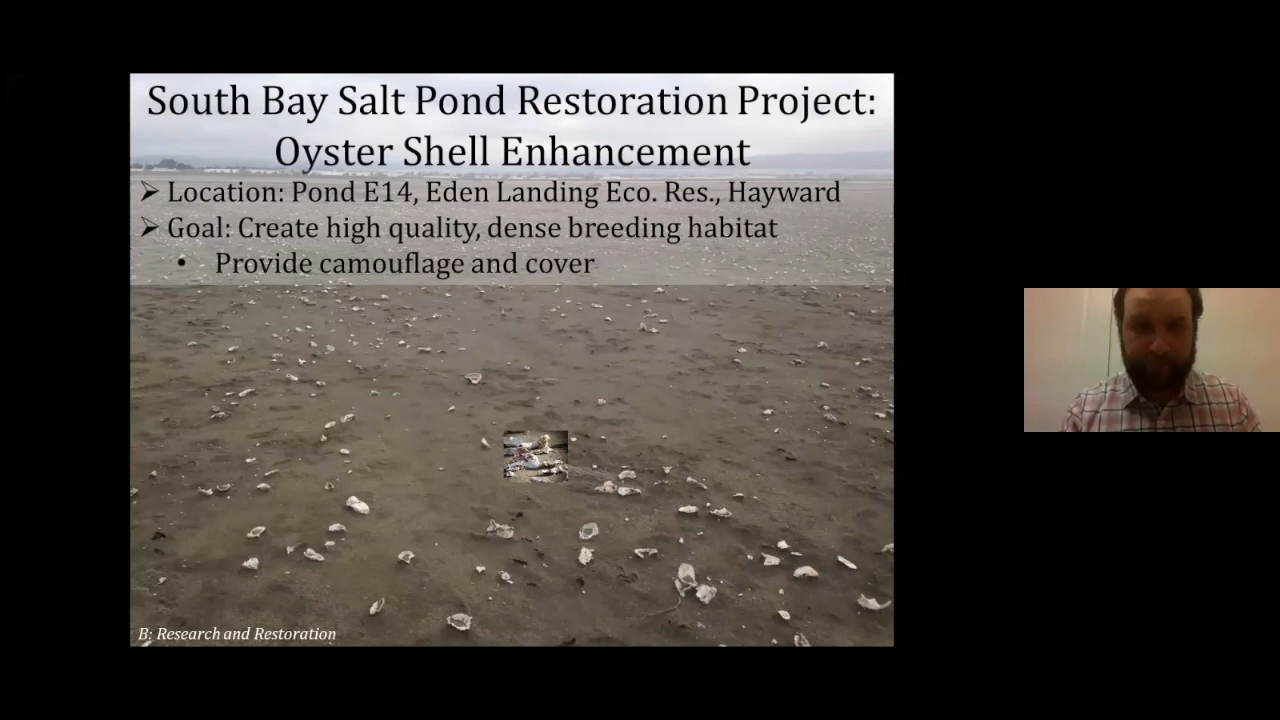 South Bay Salt Pond Restoration Project:
Oyster Shell Enhancement
➢ Location: Pond E14, Eden Landing Eco. Res., Hayward
➢ Goal: Create high quality, dense breeding habitat
• Provide camouflage and cover
B: Research and Restoration